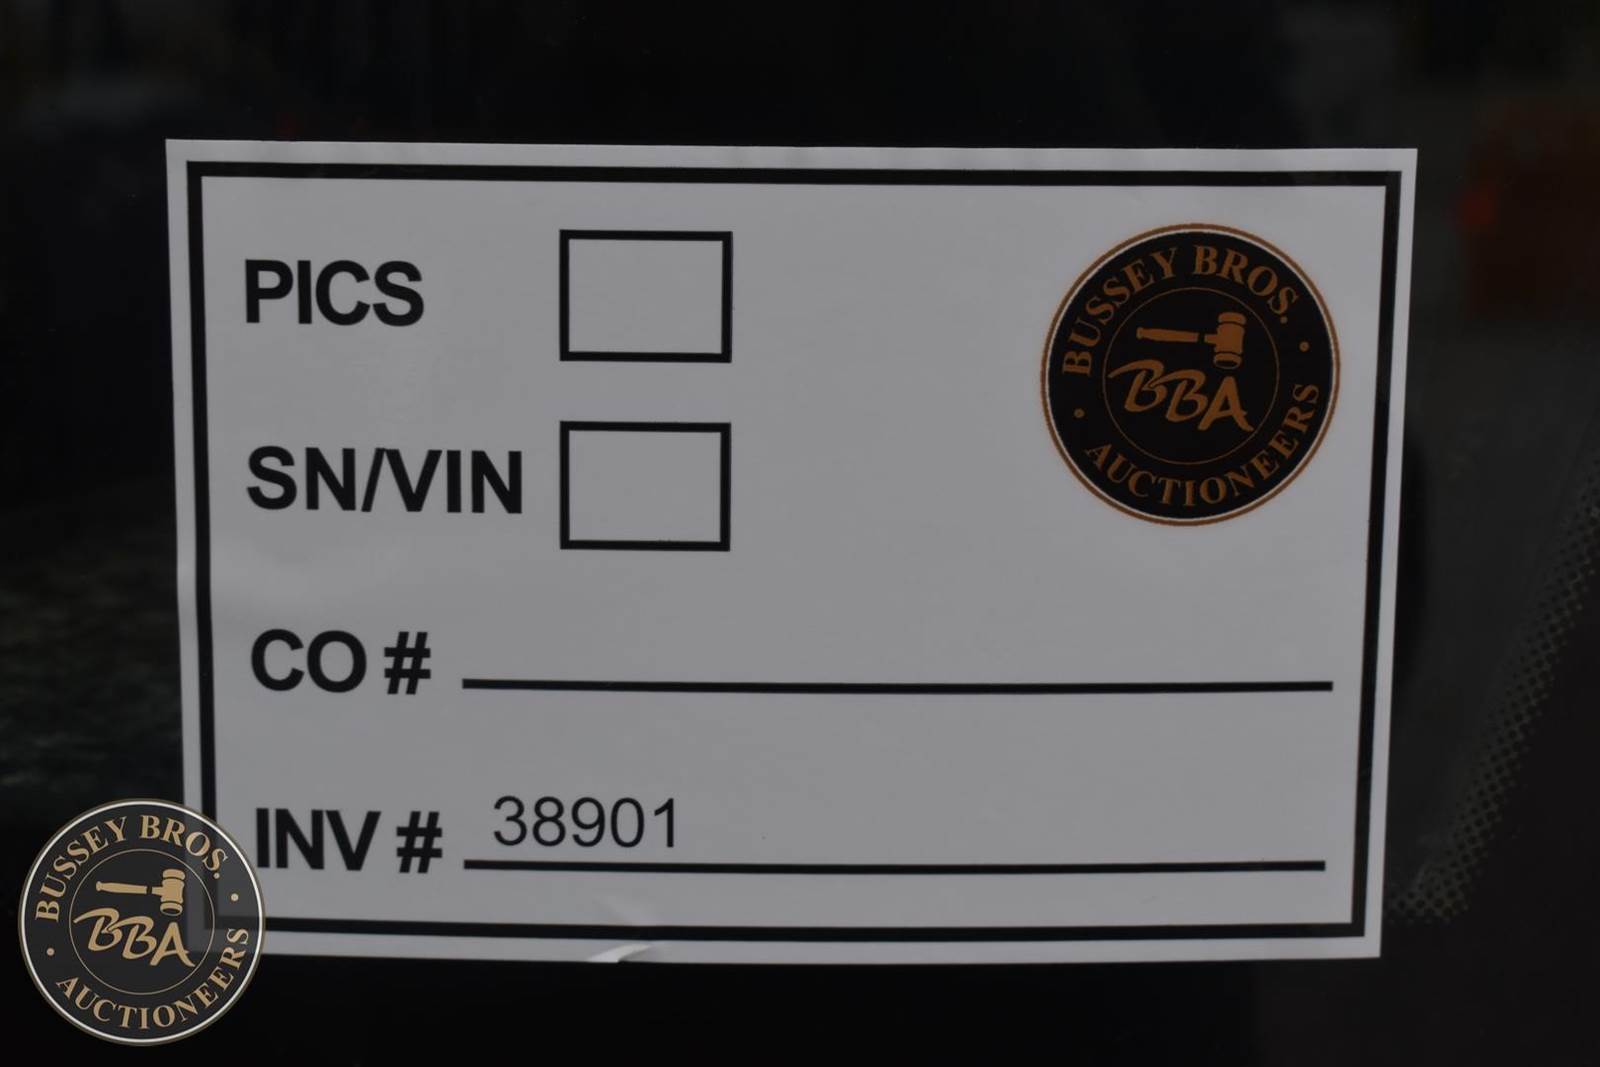 PICS
SN/VIN
CO #
INV # 38901
BUSSEY BROS.
BBA
AUCTIONEERS
BUSSEY BROS.
BBA
AUCTIONEERS